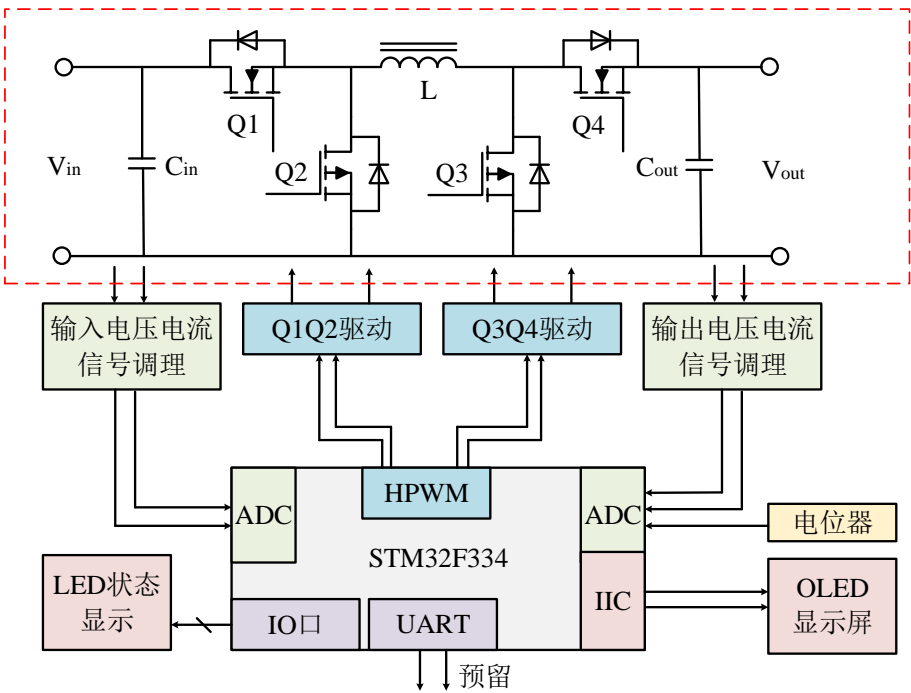 L
Q1
Q4
Vin
Cin
Q2
Q3
Cout
Vout
输入电压电流
信号调理
Q1Q2驱动
Q3Q4驱动
输出电压电流
信号调理
HPWM
ADC
ADC
电位器
STM32F334
LED状态
显示
IO口
UART
IIC
OLED
显示屏
预留